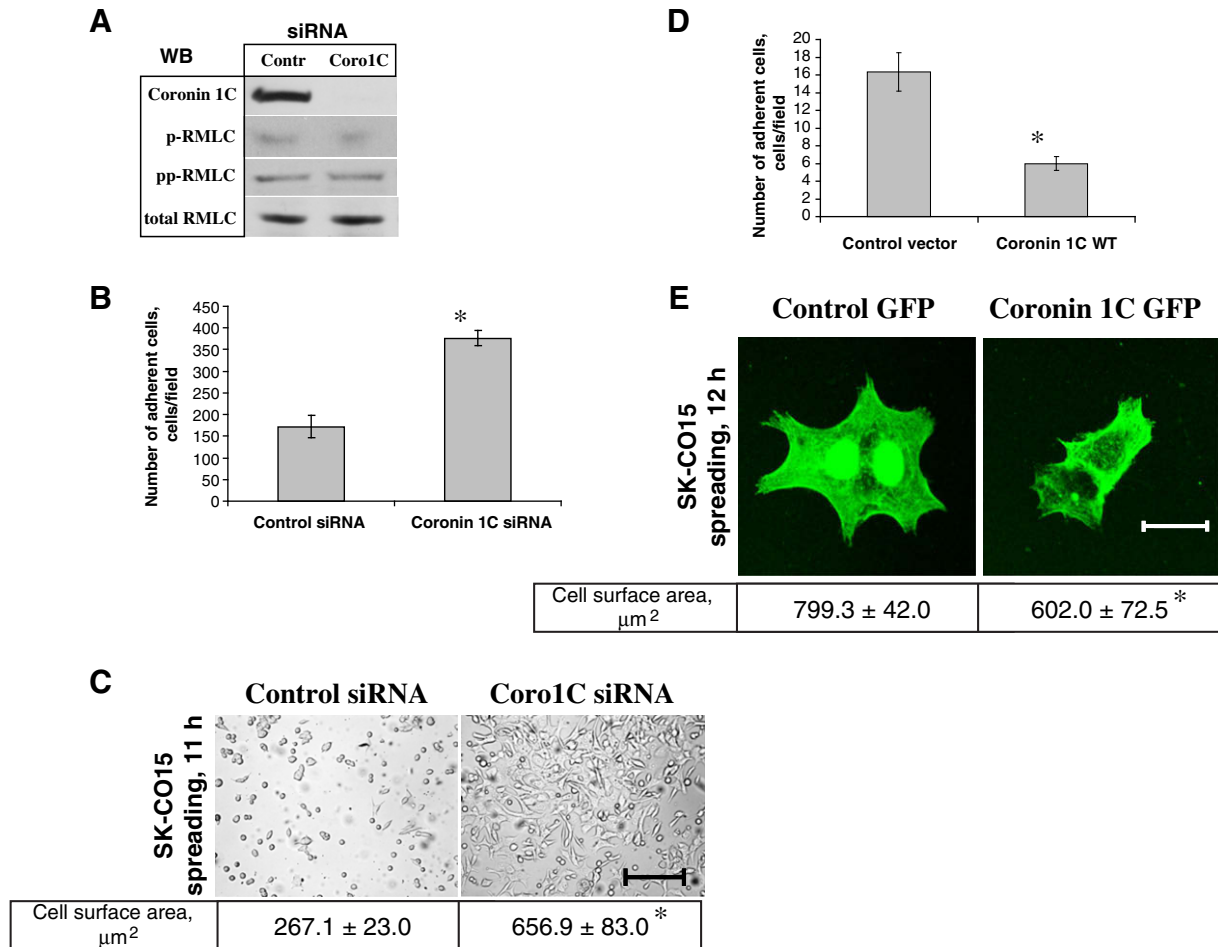 A
siRNA
WB
Contr Coro1C
Coronin 1C
p-RMLC
pp-RMLC
total RMLC
B
Number of adherent cells,
cells/field
450
400
350
300
250
200
150
100
50
0
*
Control siRNA
Coronin 1C siRNA
C
Control siRNA
Coro1C siRNA
SK-CO15
spreading, 11 h
Cell surface area,
μm2
267.1 ± 23.0
656.9 ± 83.0*
D
Number of adherent cells,
cells/field
20
18
16
14
12
10
8
6
4
2
0
*
Control vector
Coronin 1C WT
E
Control GFP
Coronin 1C GFP
SK-CO15
spreading, 12 h
Cell surface area,
μm2
799.3 ± 42.0
602.0 ± 72.5*